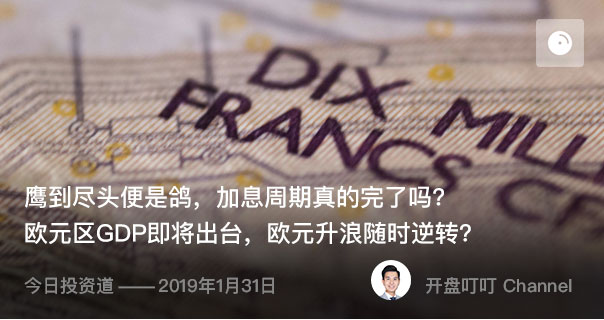 DIX MILL
FRANCS CF
鹰到尽头便是鸽，加息周期真的完了吗？
欧元区GDP即将出台，欧元升浪随时逆转？
今日投资道 —— 2019年1月31日
开盘叮叮 Channel